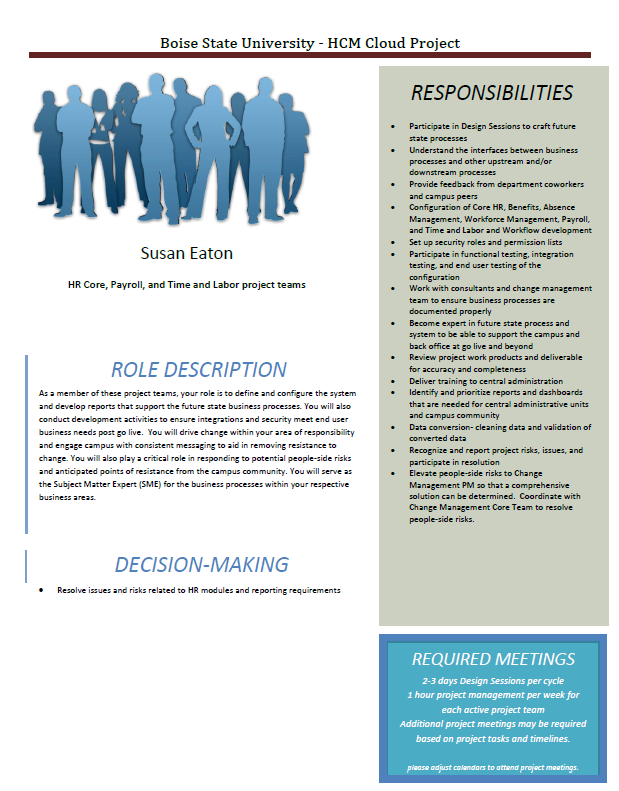 Boise State University - HCM Cloud Project
Susan Eaton
HR Core, Payroll, and Time and Labor project teams
ROLE DESCRIPTION
As a member of these project teams, your role is to define and configure the system
and develop reports that support the future state business processes. You will also
conduct development activities to ensure integrations and security meet end user
business needs post go live.  You will drive change within your area of responsibility
and engage campus with consistent messaging to aid in removing resistance to
change. You will also play a critical role in responding to potential people-side risks
and anticipated points of resistance from the campus community. You will serve as
the Subject Matter Expert (SME) for the business processes within your respective
business areas.
DECISION-MAKING
• Resolve issues and risks related to HR modules and reporting requirements
RESPONSIBILITIES
• Participate in Design Sessions to craft future
state processes
• Understand the interfaces between business
processes and other upstream and/or
downstream processes
• Provide feedback from department coworkers
and campus peers
• Configuration of Core HR, Benefits, Absence
Management, Workforce Management, Payroll,
and Time and Labor and Workflow development
• Set up security roles and permission lists
• Participate in functional testing, integration
testing, and end user testing of the
configuration
• Work with consultants and change management
team to ensure business processes are
documented properly
• Become expert in future state process and
system to be able to support the campus and
back office at go live and beyond
• Review project work products and deliverable
for accuracy and completeness
• Deliver training to central administration
• Identify and prioritize reports and dashboards
that are needed for central administrative units
and campus community
• Data conversion- cleaning data and validation of
converted data
• Recognize and report project risks, issues, and
participate in resolution
• Elevate people-side risks to Change
Management PM so that a comprehensive
solution can be determined.  Coordinate with
Change Management Core Team to resolve
people-side risks.
REQUIRED MEETINGS
2-3 days Design Sessions per cycle
1 hour project management per week for
each active project team
Additional project meetings may be required
based on project tasks and timelines.
please adjust calendars to attend project meetings.